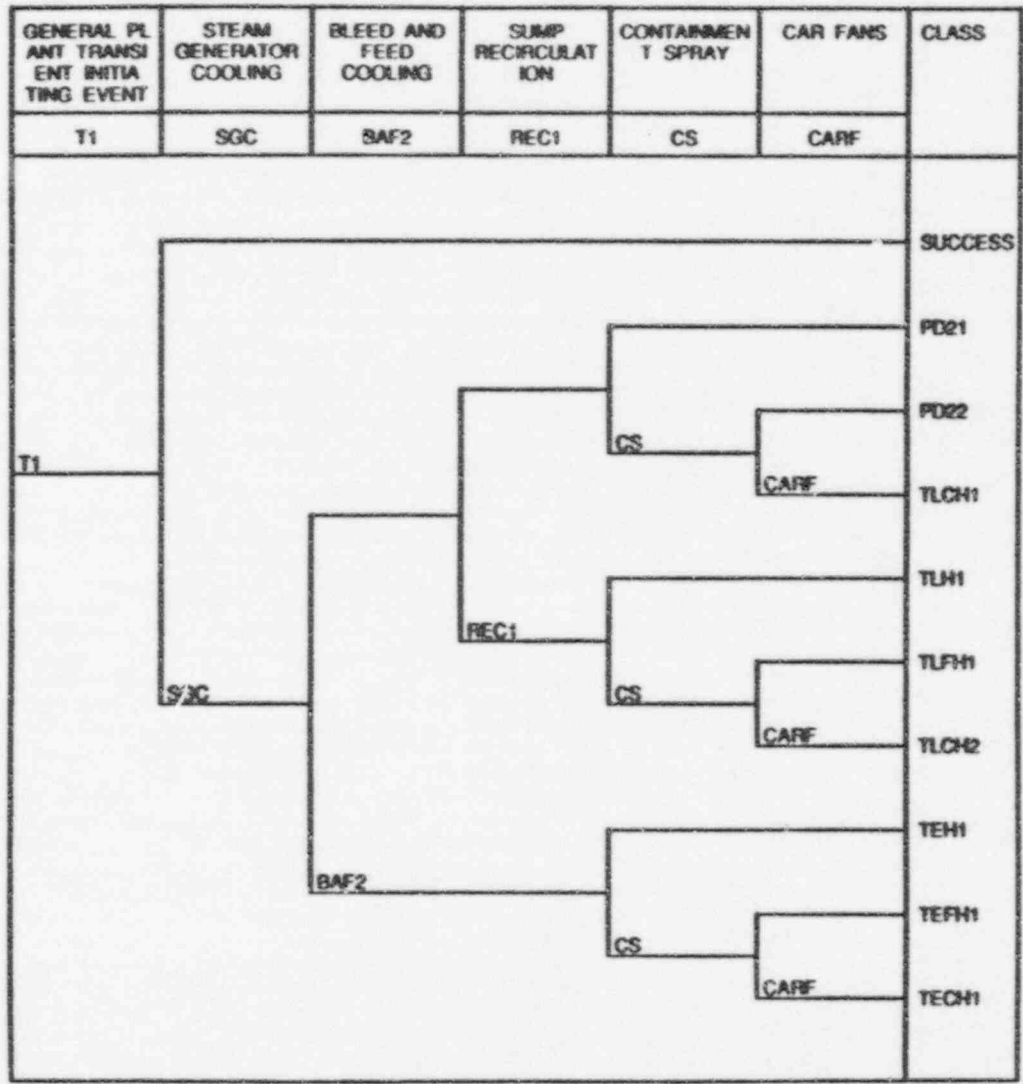 GENERAL PL
ANT TRANSI
ENT INITIA
TING EVENT
STEAM
GENERATOR
COOLING
BLEED AND
FEED
COOLING
SUMP
RECIRCULAT
ION
CONTAINMEN
T SPRAY
CAR FANS
CLASS
T1
SGC
BAF2
REC1
CS
CARF
SUCCESS
PD21
PD22
CS
T1
CARF
TLCH1
TLH1
REC1
TLFH1
SGC
CS
CARF
TLCH2
TEH1
BAF2
TEFH1
CS
CARF
TECH1